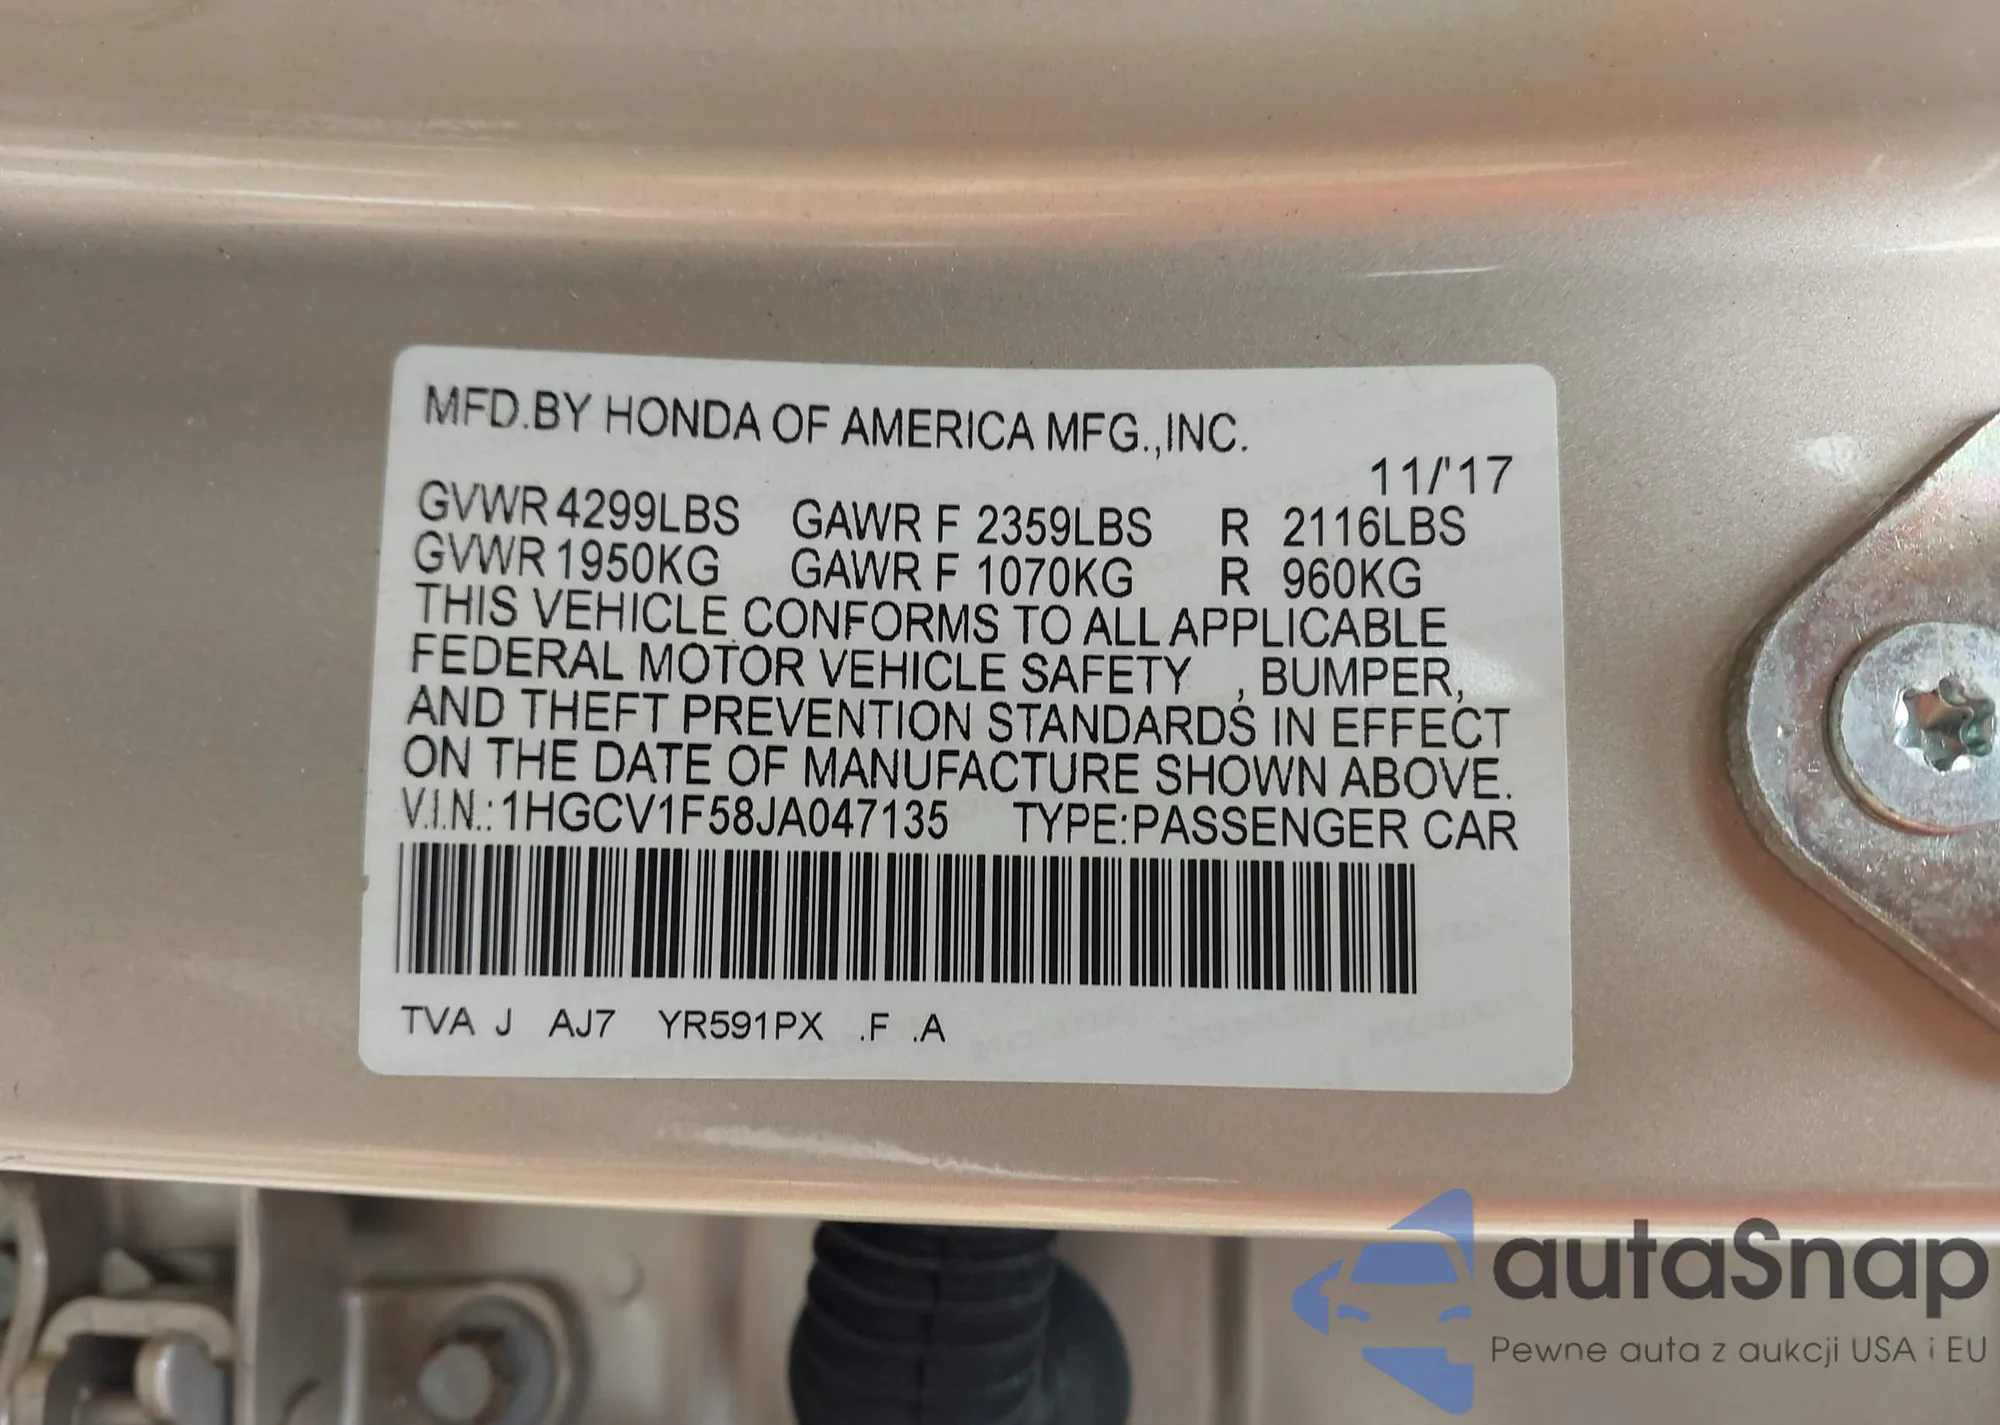 MFD.BY HONDA OF AMERICA MFG.,INC.
11/'17
GVWR 4299LBS GAWR F 2359LBS R 2116LBS
GVWR 1950KG GAWR F 1070KG R 960KG
THIS VEHICLE CONFORMS TO ALL APPLICABLE
FEDERAL MOTOR VEHICLE SAFETY , BUMPER,
AND THEFT PREVENTION STANDARDS IN EFFECT
ON THE DATE OF MANUFACTURE SHOWN ABOVE.
V.I.N.: 1HGCV1F58JA047135 TYPE:PASSENGER CAR
TVA J AJ7 YR591PX .F .A
autaSnap
Pewne auta z aukcji USA i EU